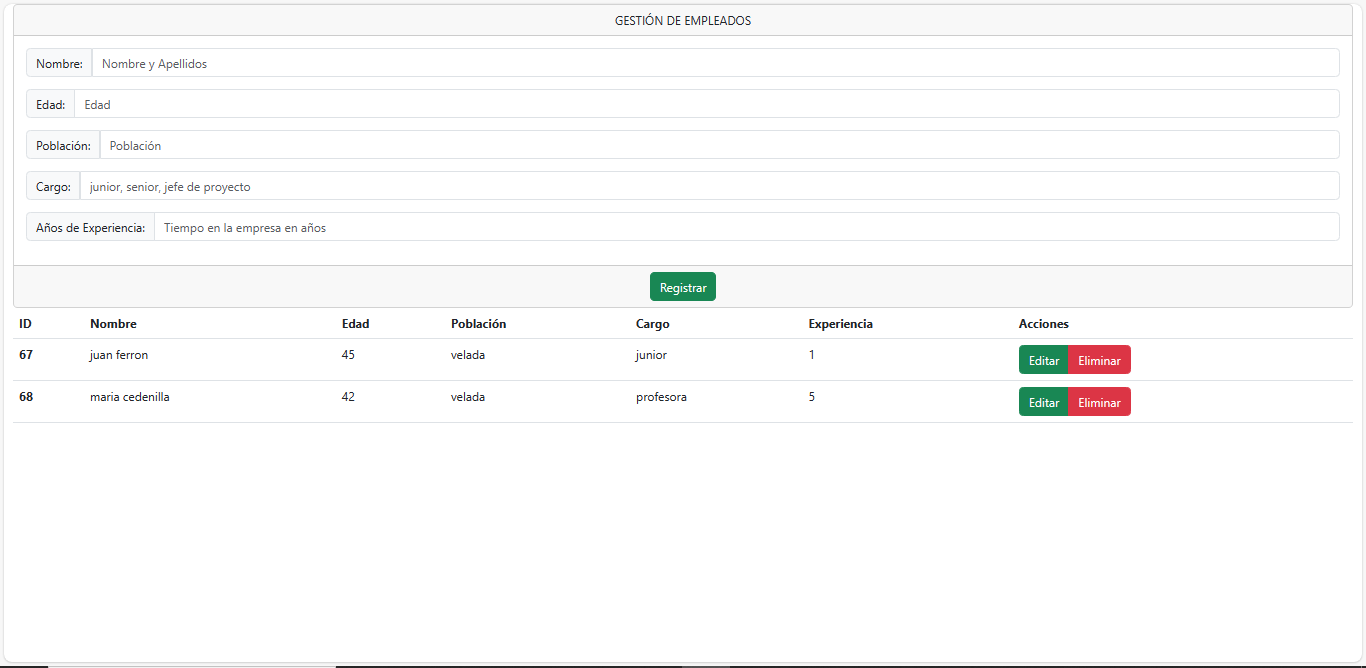 GESTIÓN DE EMPLEADOS
Nombre: Nombre y Apellidos
Edad: Edad
Población: Población
Cargo: junior, senior, jefe de proyecto
Años de Experiencia: Tiempo en la empresa en años
Registrar
ID Nombre Edad Población Cargo Experiencia Acciones
67 juan ferron 45 velada junior 1 Editar Eliminar
68 maria cedenilla 42 velada profesora 5 Editar Eliminar